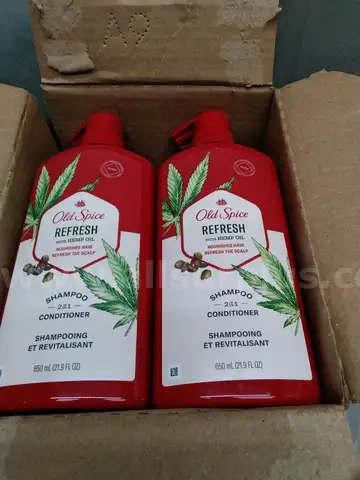 A9
Old Spice
REFRESH
WITH HEMP OIL
NOURISHES HAIR
REFRESH THE SCALP
SHAMPOO
2IN1
CONDITIONER
SHAMPOOING
ET REVITALISANT
650 mL (21.9 FL OZ)
Old Spice
REFRESH
WITH HEMP OIL
NOURISHES HAIR
REFRESH THE SCALP
SHAMPOO
2IN1
CONDITIONER
SHAMPOOING
ET REVITALISANT
650 mL (21.9 FL OZ)